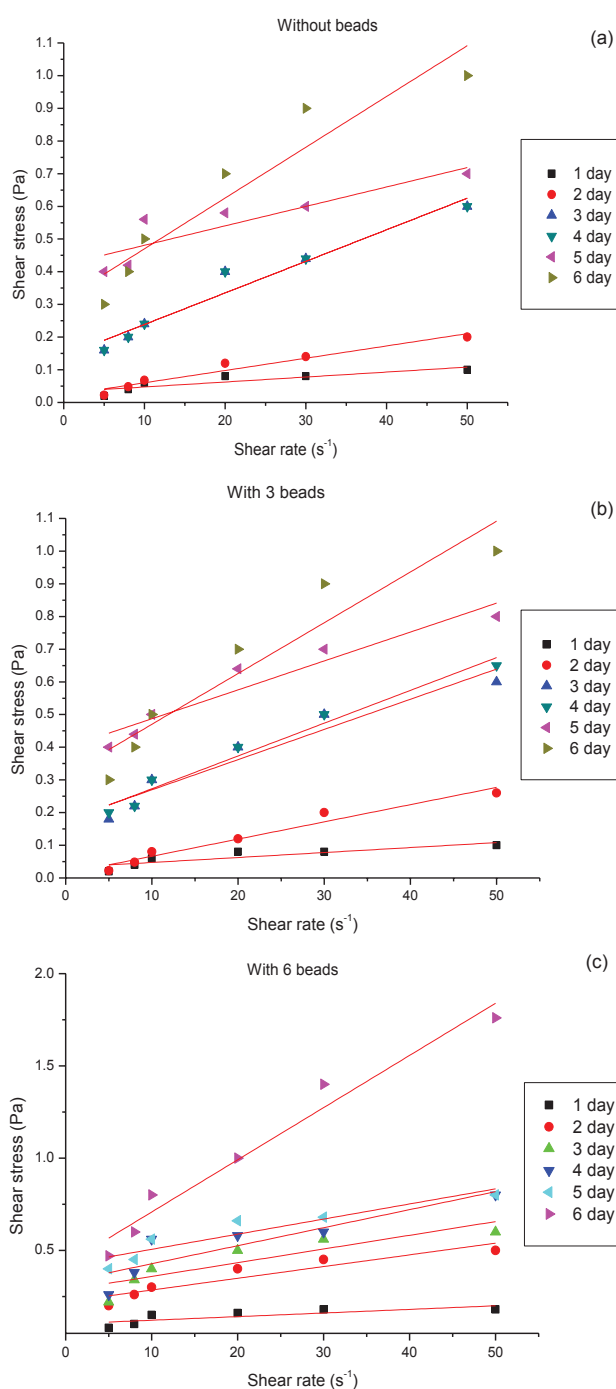 Without beads
(a)
1.1
1.0
0.9
0.8
0.7
0.6
0.5
0.4
0.3
0.2
0.1
0.0
Shear stress (Pa)
0 10 20 30 40 50
Shear rate (s⁻¹)
1 day
2 day
3 day
4 day
5 day
6 day
With 3 beads
(b)
1.1
1.0
0.9
0.8
0.7
0.6
0.5
0.4
0.3
0.2
0.1
0.0
Shear stress (Pa)
0 10 20 30 40 50
Shear rate (s⁻¹)
1 day
2 day
3 day
4 day
5 day
6 day
With 6 beads
(c)
2.0
1.5
1.0
0.5
Shear stress (Pa)
0 10 20 30 40 50
Shear rate (s⁻¹)
1 day
2 day
3 day
4 day
5 day
6 day